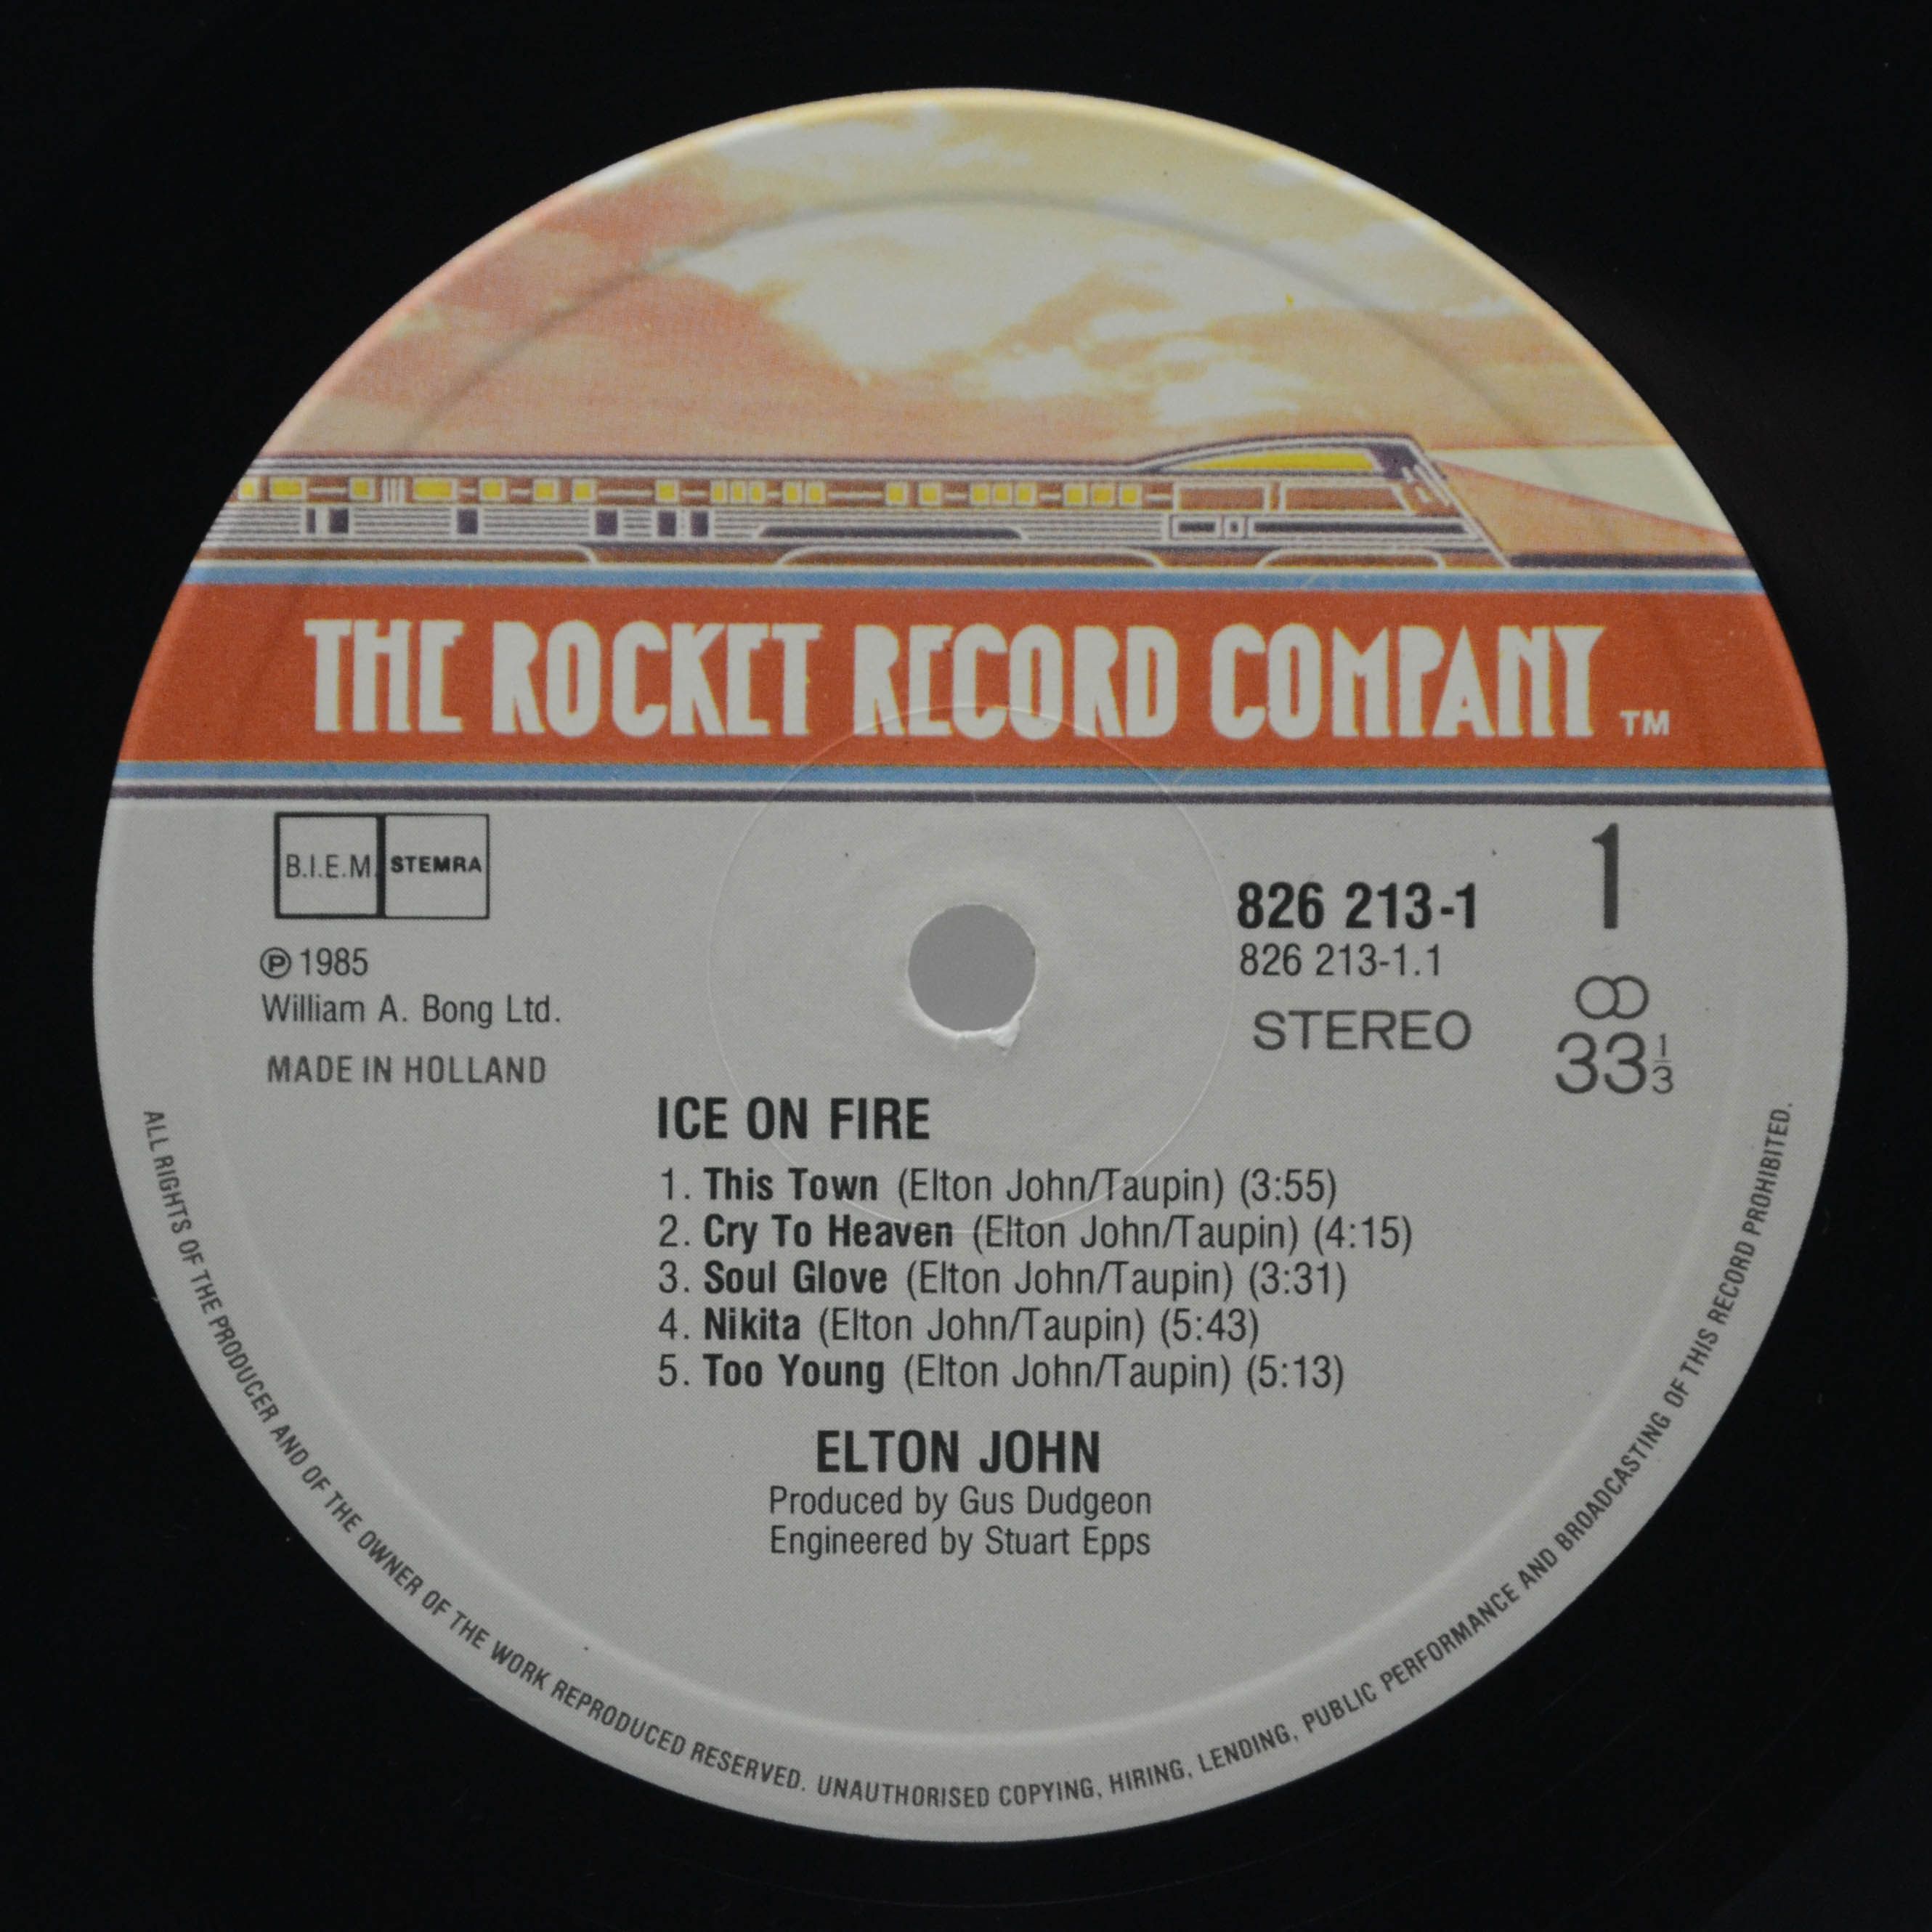 THE ROCKET RECORD COMPANY TM
B.I.E.M. STEMRA
℗ 1985
William A. Bong Ltd.
MADE IN HOLLAND
826 213-1
826 213-1.1
STEREO
1
33 1/3
ICE ON FIRE
1. This Town (Elton John/Taupin) (3:55)
2. Cry To Heaven (Elton John/Taupin) (4:15)
3. Soul Glove (Elton John/Taupin) (3:31)
4. Nikita (Elton John/Taupin) (5:43)
5. Too Young (Elton John/Taupin) (5:13)
ELTON JOHN
Produced by Gus Dudgeon
Engineered by Stuart Epps
ALL RIGHTS OF THE PRODUCER AND OF THE OWNER OF THE WORK REPRODUCED RESERVED. UNAUTHORISED COPYING, HIRING, LENDING, PUBLIC PERFORMANCE AND BROADCASTING OF THIS RECORD PROHIBITED.